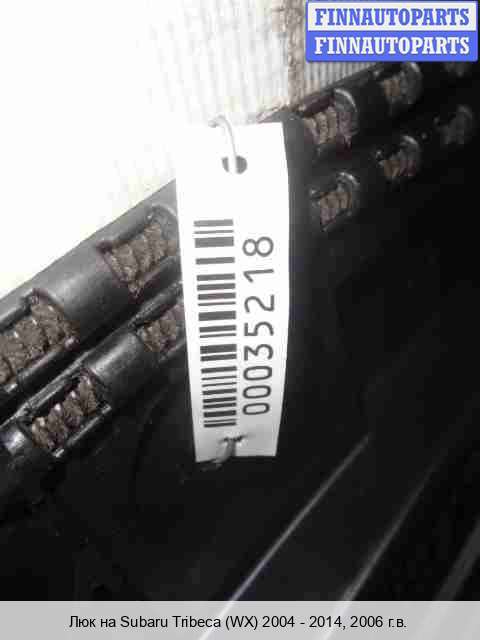 FINNAUTOPARTS
FINNAUTOPARTS
00035218
Люк на Subaru Tribeca (WX) 2004 - 2014, 2006 г.в.